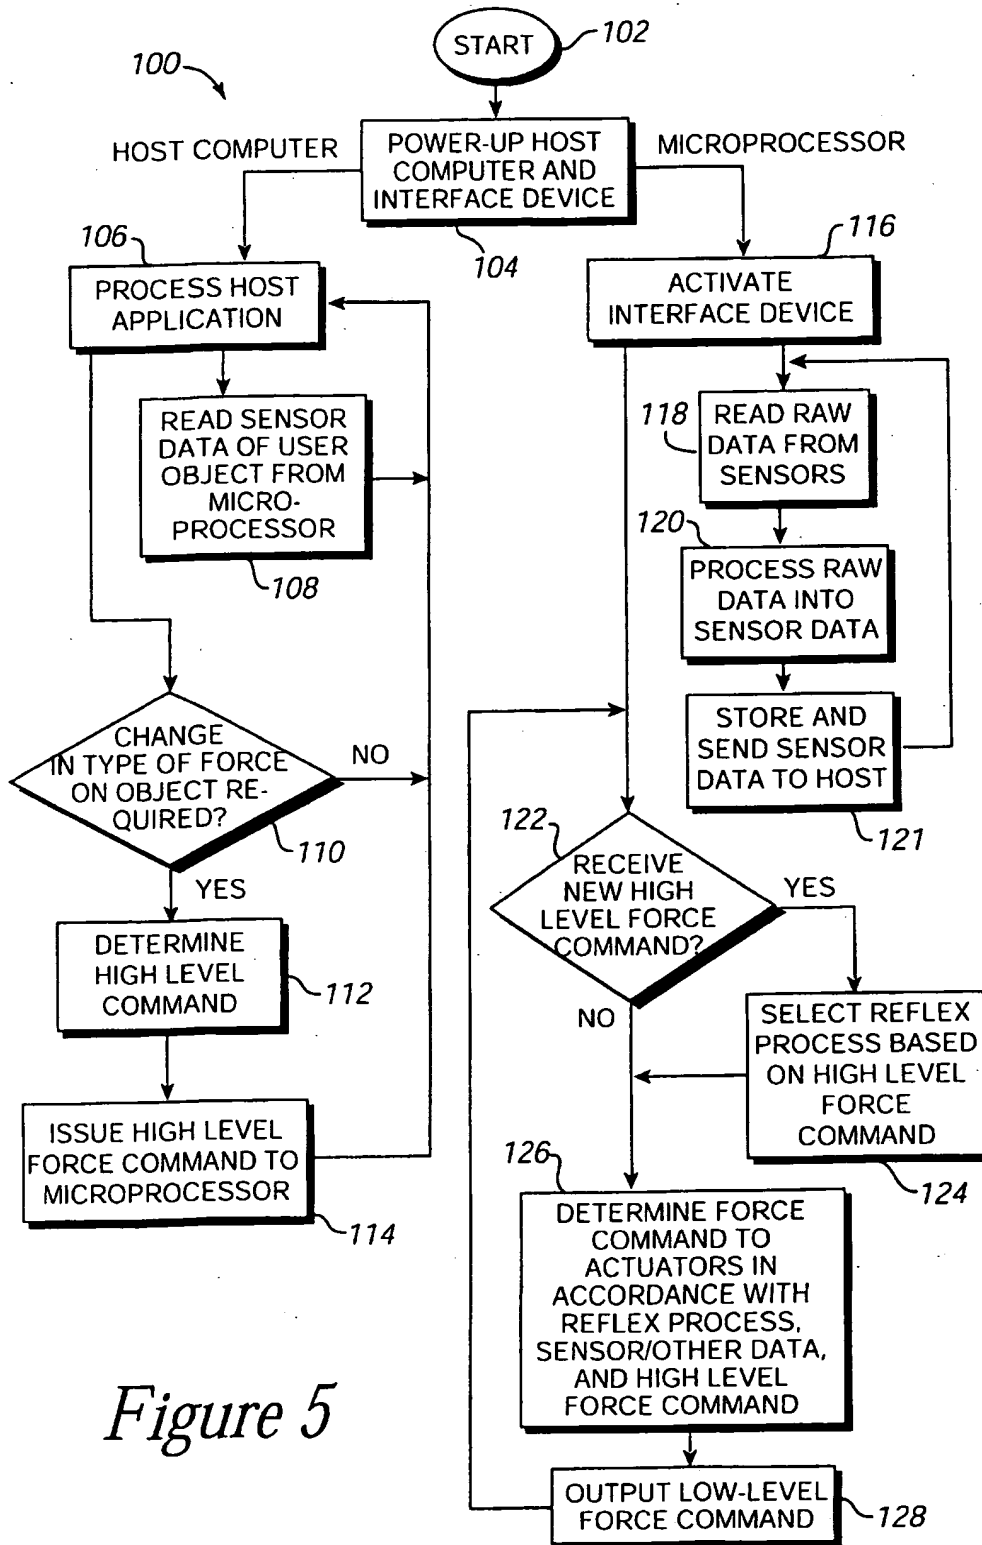 START
102
100
HOST COMPUTER
POWER-UP HOST
COMPUTER AND
INTERFACE DEVICE
MICROPROCESSOR
104
106
PROCESS HOST
APPLICATION
READ SENSOR
DATA OF USER
OBJECT FROM
MICRO-
PROCESSOR
108
CHANGE
IN TYPE OF FORCE
ON OBJECT RE-
QUIRED?
NO
110
YES
DETERMINE
HIGH LEVEL
COMMAND
112
ISSUE HIGH LEVEL
FORCE COMMAND TO
MICROPROCESSOR
114
116
ACTIVATE
INTERFACE DEVICE
118
READ RAW
DATA FROM
SENSORS
120
PROCESS RAW
DATA INTO
SENSOR DATA
STORE AND
SEND SENSOR
DATA TO HOST
121
122
RECEIVE
NEW HIGH
LEVEL FORCE
COMMAND?
YES
NO
SELECT REFLEX
PROCESS BASED
ON HIGH LEVEL
FORCE
COMMAND
124
126
DETERMINE FORCE
COMMAND TO
ACTUATORS IN
ACCORDANCE WITH
REFLEX PROCESS,
SENSOR/OTHER DATA,
AND HIGH LEVEL
FORCE COMMAND
OUTPUT LOW-LEVEL
FORCE COMMAND
128
Figure 5